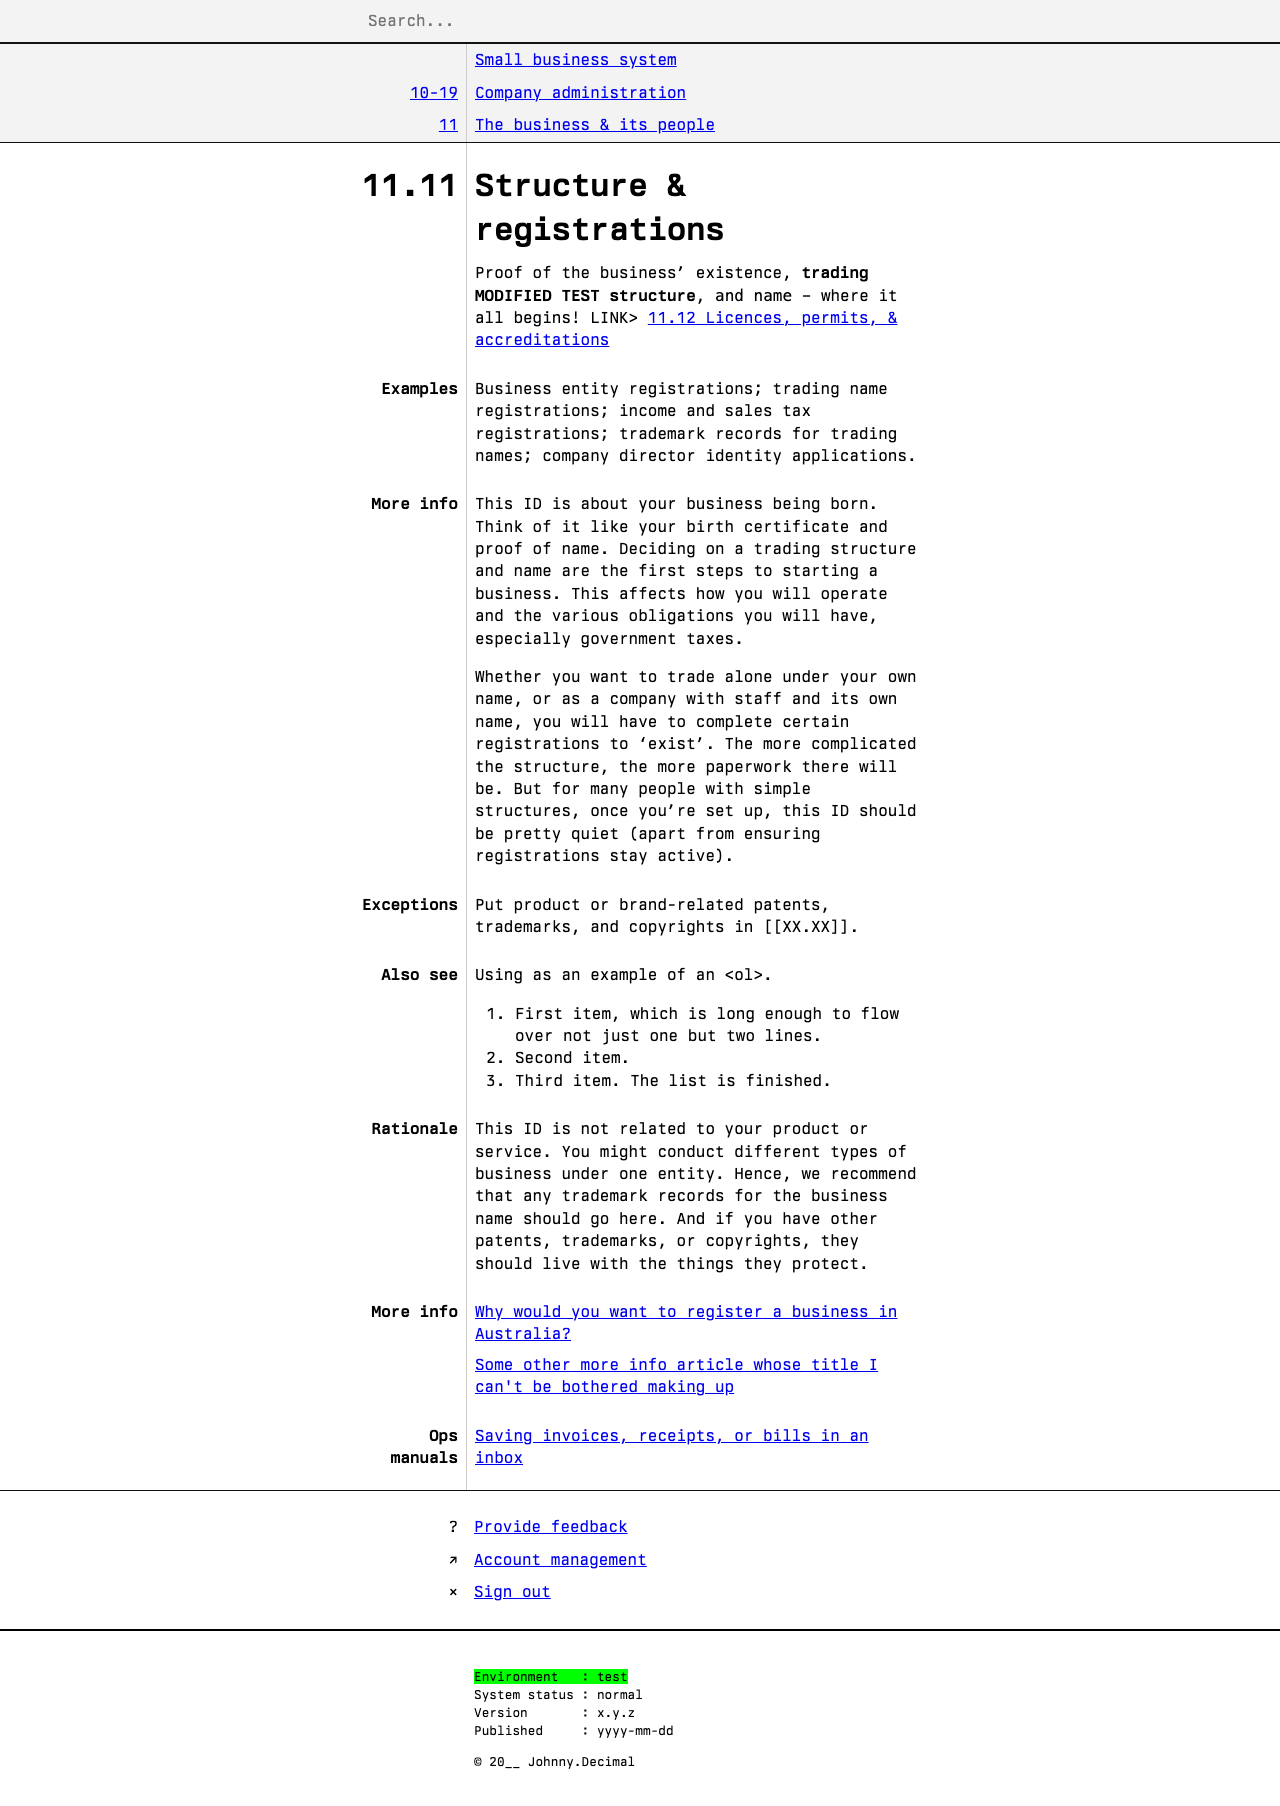 Search...
Small business system
10-19 Company administration
11 The business & its people
11.11 Structure &
registrations
Proof of the business’ existence, trading
MODIFIED TEST structure, and name – where it
all begins! LINK> 11.12 Licences, permits, &
accreditations
Examples Business entity registrations; trading name
registrations; income and sales tax
registrations; trademark records for trading
names; company director identity applications.
More info This ID is about your business being born.
Think of it like your birth certificate and
proof of name. Deciding on a trading structure
and name are the first steps to starting a
business. This affects how you will operate
and the various obligations you will have,
especially government taxes.
Whether you want to trade alone under your own
name, or as a company with staff and its own
name, you will have to complete certain
registrations to ‘exist’. The more complicated
the structure, the more paperwork there will
be. But for many people with simple
structures, once you’re set up, this ID should
be pretty quiet (apart from ensuring
registrations stay active).
Exceptions Put product or brand-related patents,
trademarks, and copyrights in [[XX.XX]].
Also see Using as an example of an <ol>.
1. First item, which is long enough to flow
over not just one but two lines.
2. Second item.
3. Third item. The list is finished.
Rationale This ID is not related to your product or
service. You might conduct different types of
business under one entity. Hence, we recommend
that any trademark records for the business
name should go here. And if you have other
patents, trademarks, or copyrights, they
should live with the things they protect.
More info Why would you want to register a business in
Australia?
Some other more info article whose title I
can't be bothered making up
Ops Saving invoices, receipts, or bills in an
manuals inbox
? Provide feedback
↗ Account management
× Sign out
Environment : test
System status : normal
Version : x.y.z
Published : yyyy-mm-dd
© 20__ Johnny.Decimal